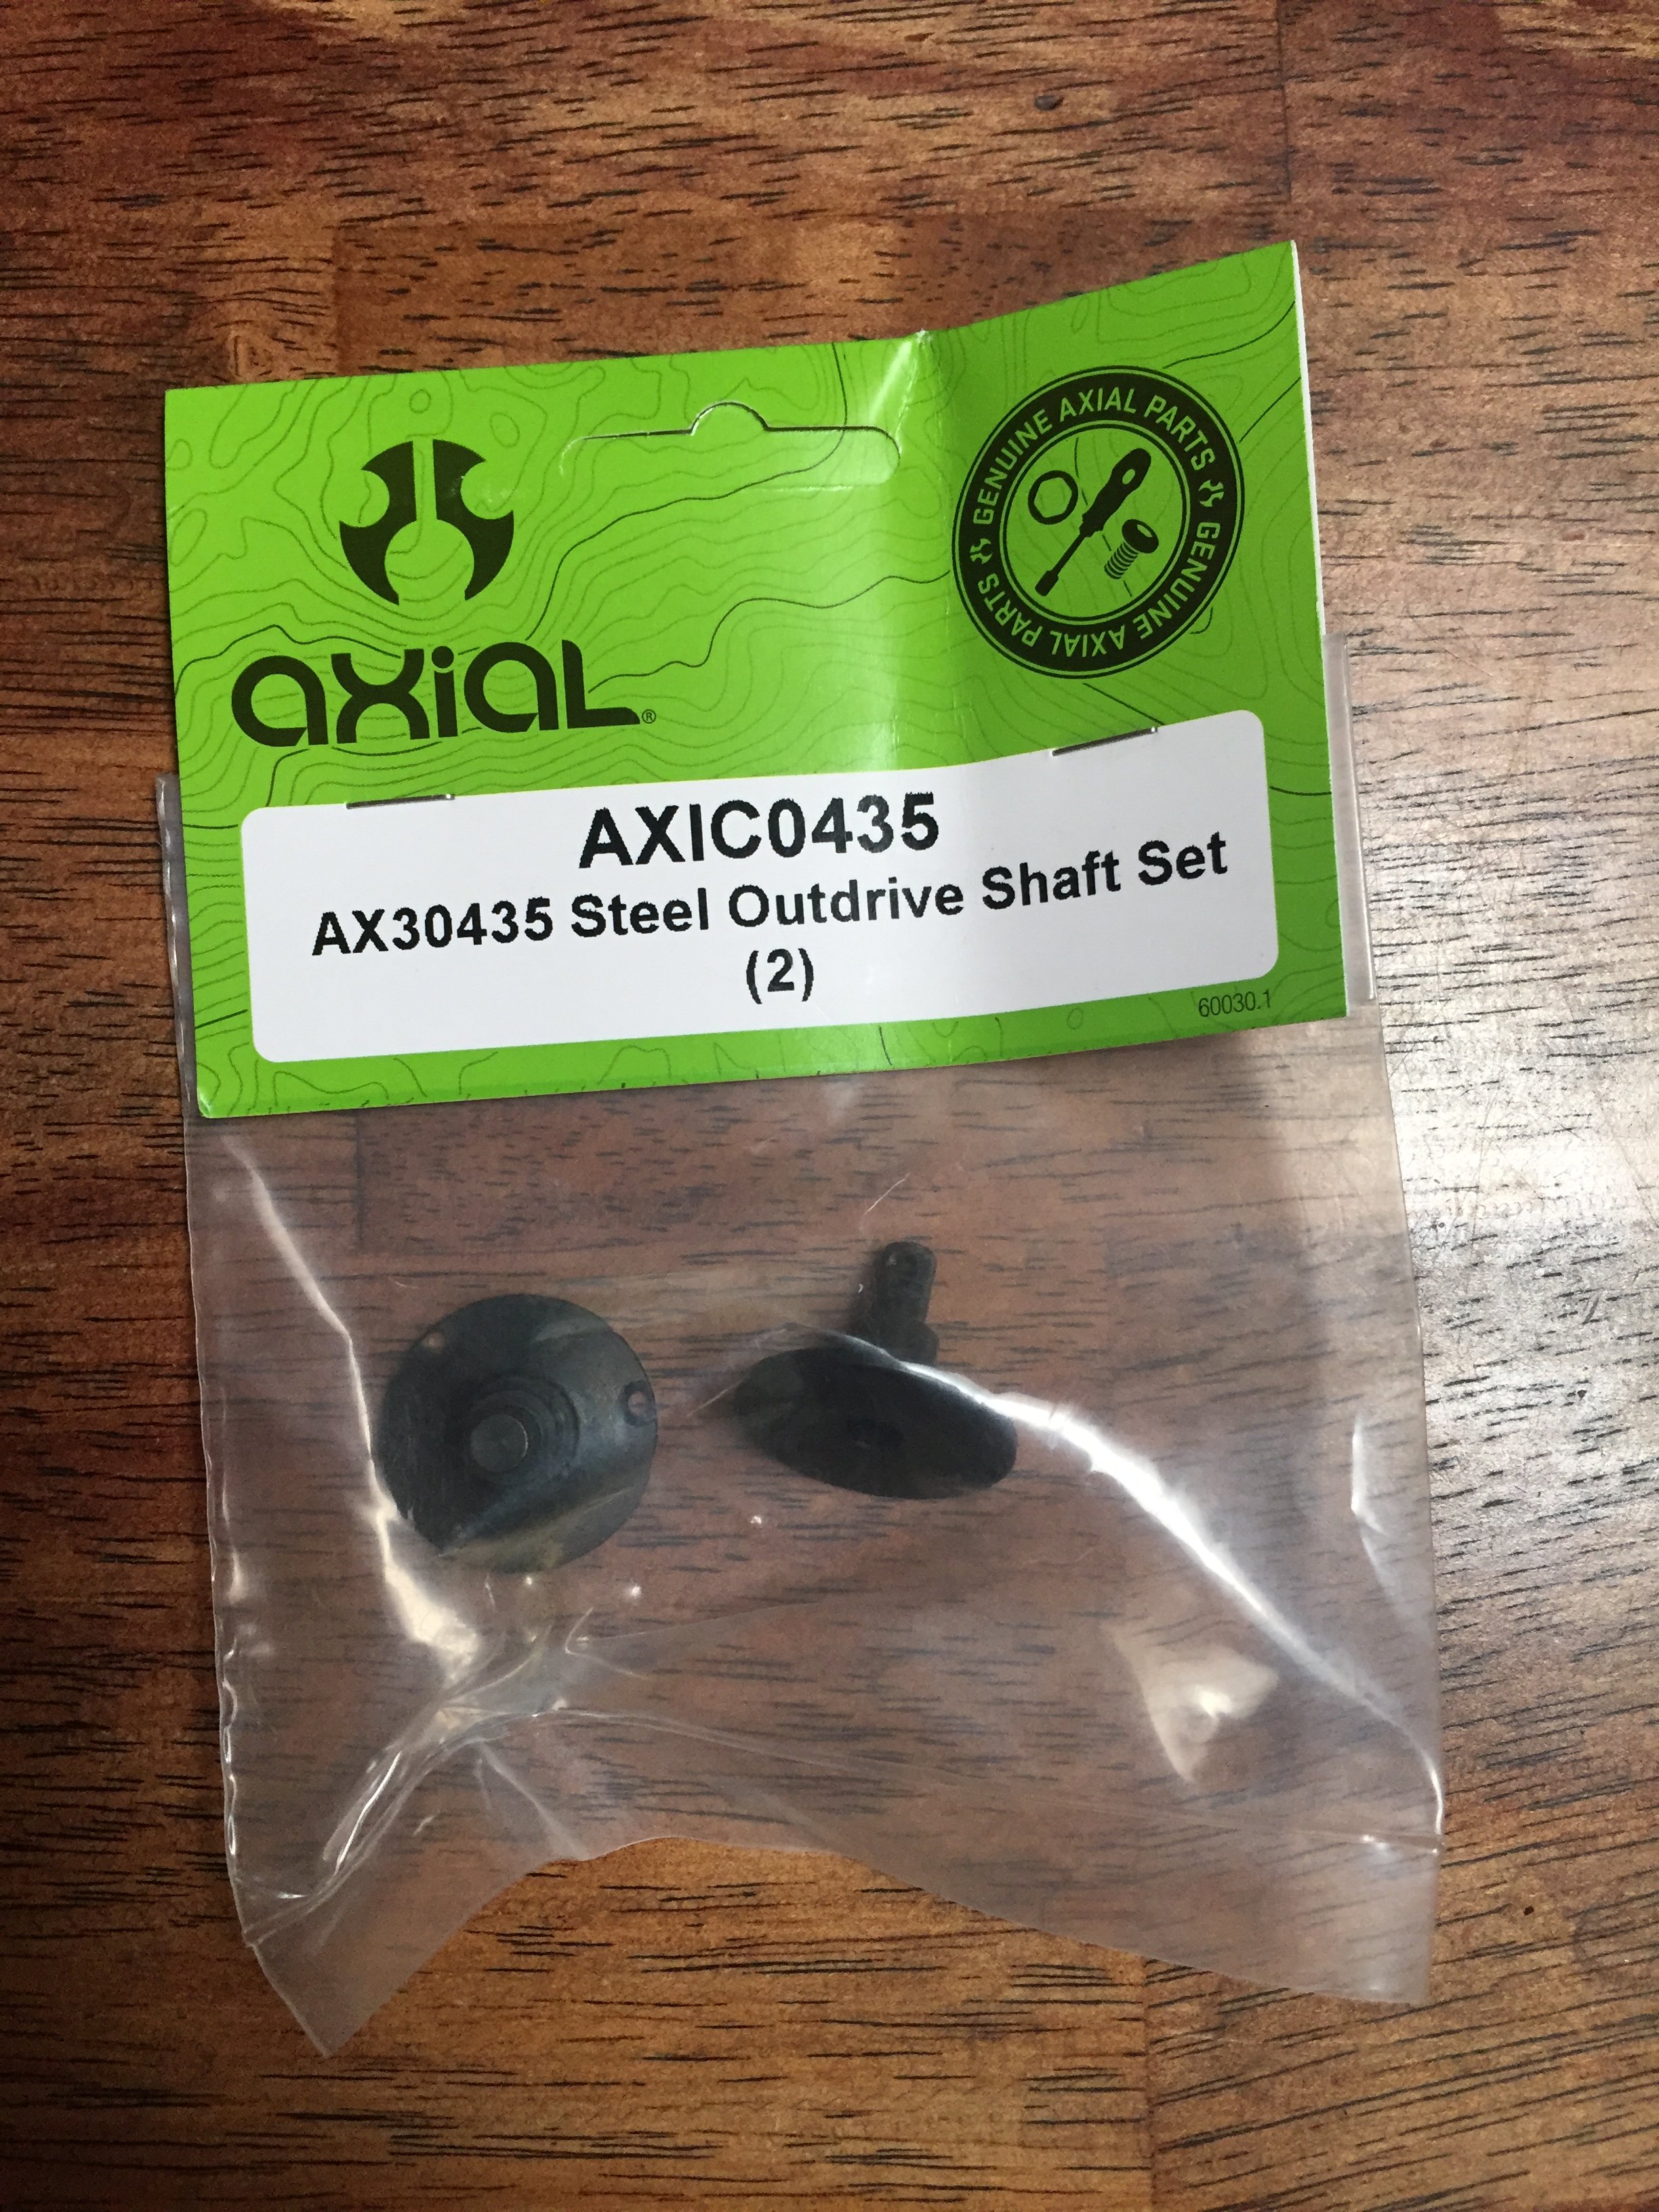 GENUINE AXIAL PARTS
GENUINE AXIAL PARTS
axial®
AXIC0435
AX30435 Steel Outdrive Shaft Set
(2)
60030.1